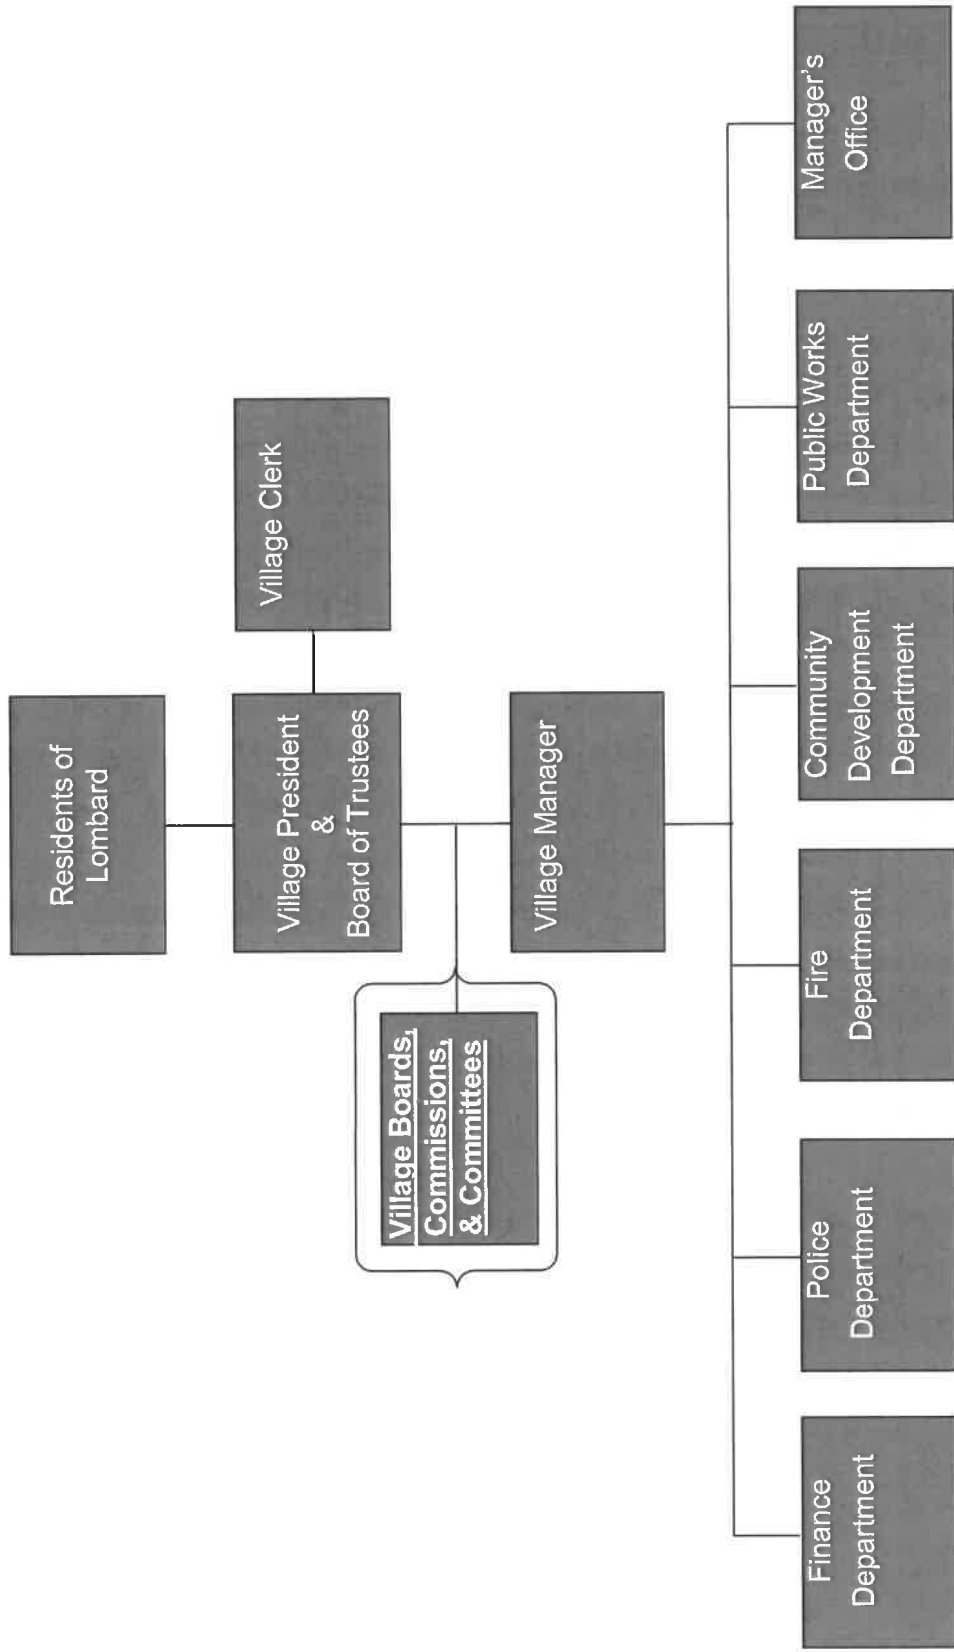 Residents of
Lombard
Village President
&
Board of Trustees
Village Clerk
Village Boards,
Commissions,
& Committees
Village Manager
Finance
Department
Police
Department
Fire
Department
Community
Development
Department
Public Works
Department
Manager's
Office